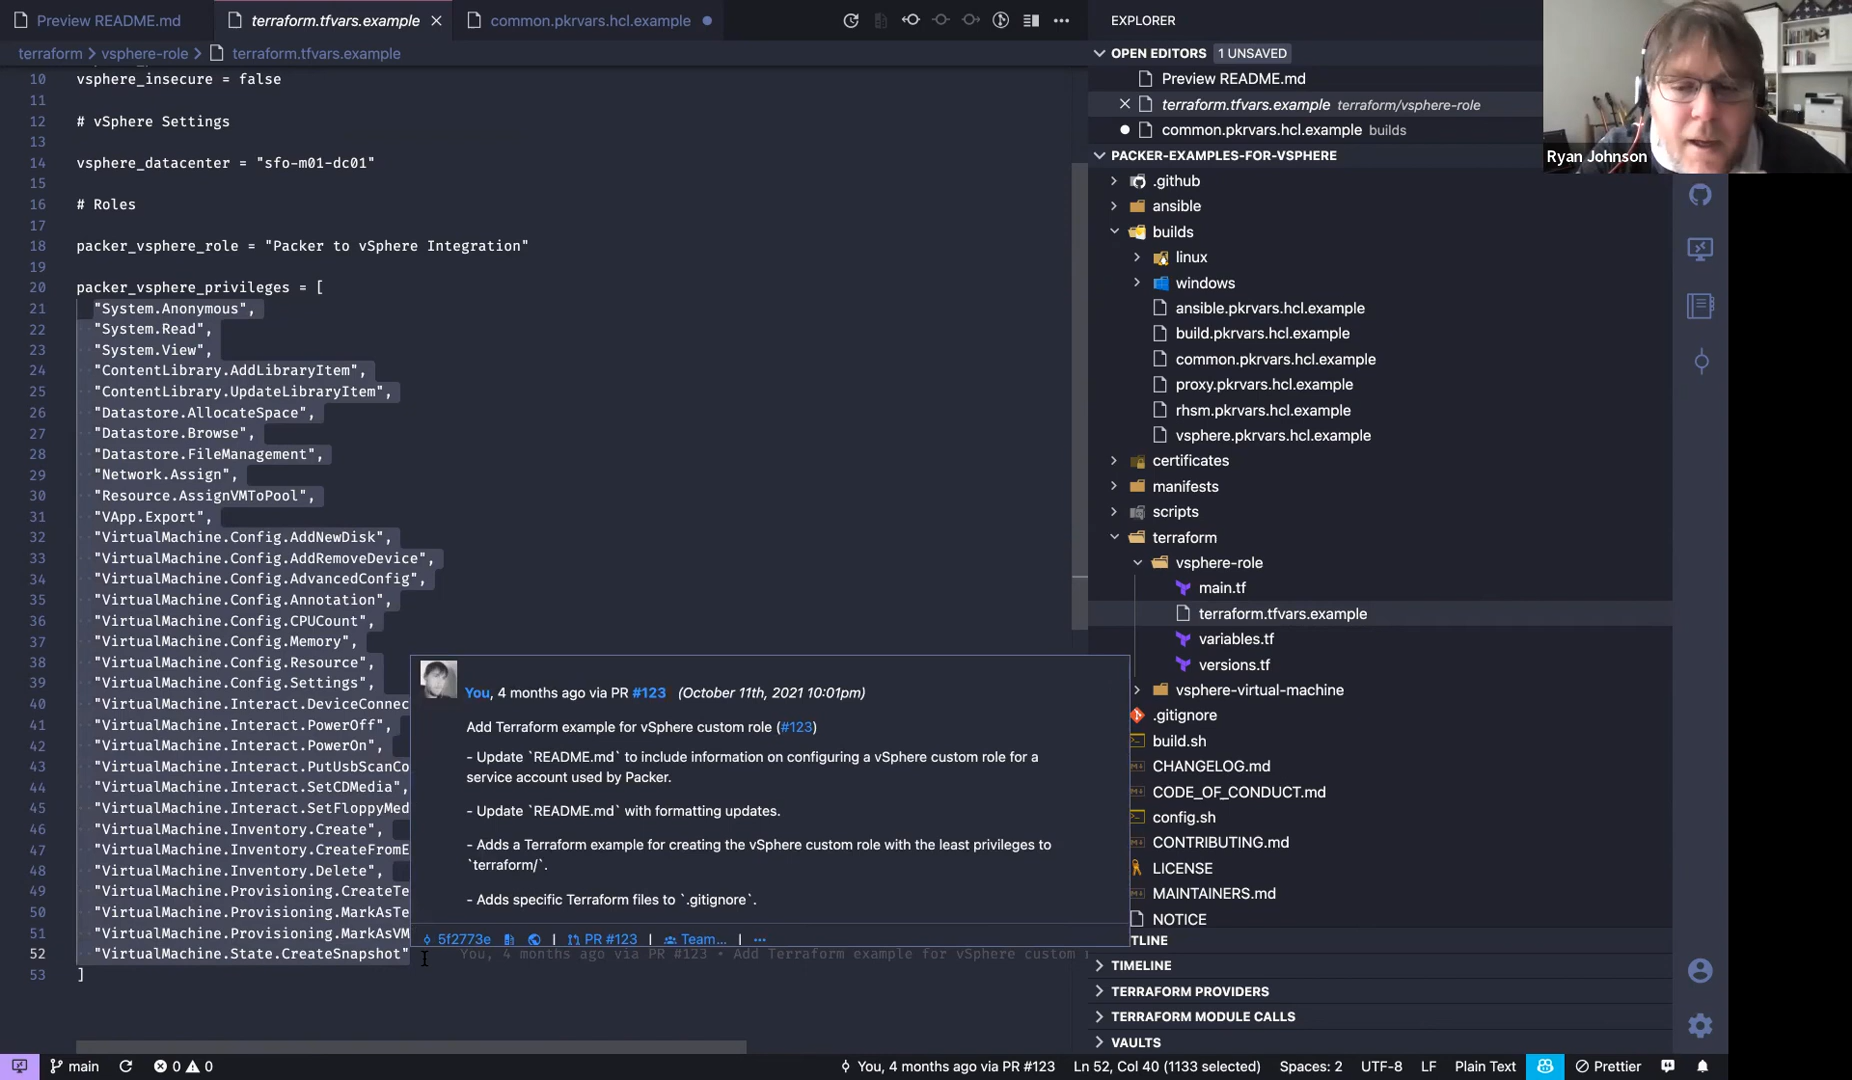 Preview README.md
terraform.tfvars.example
common.pkrvars.hcl.example
terraform > vsphere-role > terraform.tfvars.example
10 vsphere_insecure = false
11
12 # vSphere Settings
13
14 vsphere_datacenter = "sfo-m01-dc01"
15
16 # Roles
17
18 packer_vsphere_role = "Packer to vSphere Integration"
19
20 packer_vsphere_privileges = [
21 "System.Anonymous",
22 "System.Read",
23 "System.View",
24 "ContentLibrary.AddLibraryItem",
25 "ContentLibrary.UpdateLibraryItem",
26 "Datastore.AllocateSpace",
27 "Datastore.Browse",
28 "Datastore.FileManagement",
29 "Network.Assign",
30 "Resource.AssignVMToPool",
31 "VApp.Export",
32 "VirtualMachine.Config.AddNewDisk",
33 "VirtualMachine.Config.AddRemoveDevice",
34 "VirtualMachine.Config.AdvancedConfig",
35 "VirtualMachine.Config.Annotation",
36 "VirtualMachine.Config.CPUCount",
37 "VirtualMachine.Config.Memory",
38 "VirtualMachine.Config.Resource",
39 "VirtualMachine.Config.Settings",
40 "VirtualMachine.Interact.DeviceConnec
41 "VirtualMachine.Interact.PowerOff",
42 "VirtualMachine.Interact.PowerOn",
43 "VirtualMachine.Interact.PutUsbScanCo
44 "VirtualMachine.Interact.SetCDMedia",
45 "VirtualMachine.Interact.SetFloppyMed
46 "VirtualMachine.Inventory.Create",
47 "VirtualMachine.Inventory.CreateFromE
48 "VirtualMachine.Inventory.Delete",
49 "VirtualMachine.Provisioning.CreateTe
50 "VirtualMachine.Provisioning.MarkAsTe
51 "VirtualMachine.Provisioning.MarkAsVM
52 "VirtualMachine.State.CreateSnapshot" You, 4 months ago via PR #123 • Add Terraform example for vSphere custom
53 ]
You, 4 months ago via PR #123 (October 11th, 2021 10:01pm)
Add Terraform example for vSphere custom role (#123)
- Update `README.md` to include information on configuring a vSphere custom role for a
service account used by Packer.
- Update `README.md` with formatting updates.
- Adds a Terraform example for creating the vSphere custom role with the least privileges to
`terraform/`.
- Adds specific Terraform files to `.gitignore`.
5f2773e | PR #123 | Team... | ...
EXPLORER
OPEN EDITORS 1 UNSAVED
Preview README.md
terraform.tfvars.example terraform/vsphere-role
common.pkrvars.hcl.example builds
PACKER-EXAMPLES-FOR-VSPHERE
.github
ansible
builds
linux
windows
ansible.pkrvars.hcl.example
build.pkrvars.hcl.example
common.pkrvars.hcl.example
proxy.pkrvars.hcl.example
rhsm.pkrvars.hcl.example
vsphere.pkrvars.hcl.example
certificates
manifests
scripts
terraform
vsphere-role
main.tf
terraform.tfvars.example
variables.tf
versions.tf
vsphere-virtual-machine
.gitignore
build.sh
CHANGELOG.md
CODE_OF_CONDUCT.md
config.sh
CONTRIBUTING.md
LICENSE
MAINTAINERS.md
NOTICE
TLINE
TIMELINE
TERRAFORM PROVIDERS
TERRAFORM MODULE CALLS
VAULTS
Ryan Johnson
main 0 0 You, 4 months ago via PR #123 Ln 52, Col 40 (1133 selected) Spaces: 2 UTF-8 LF Plain Text Prettier